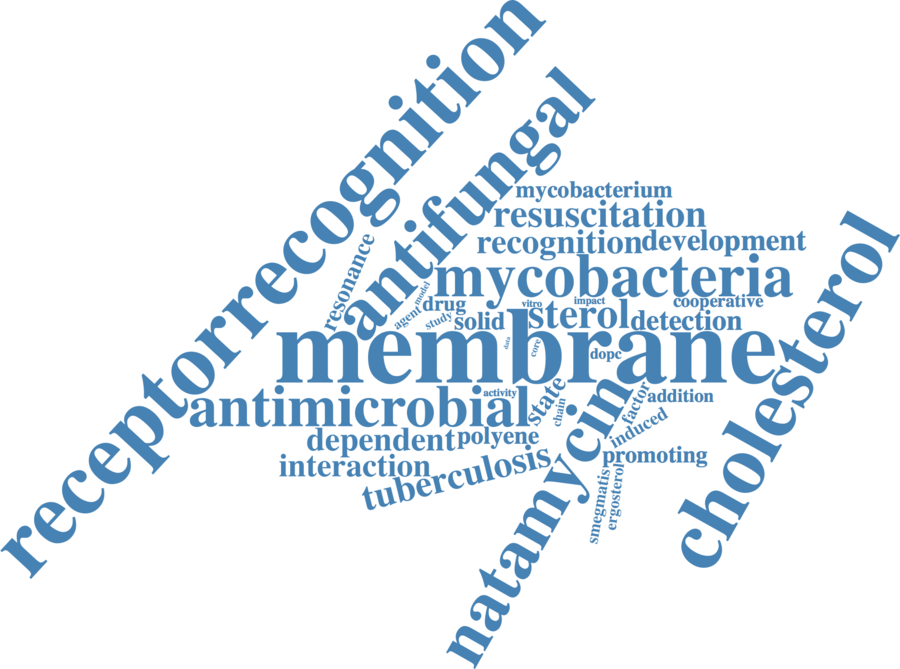 receptorrecognition
antifungal
mycobacterium
resuscitation
recognition
development
resonance
mycobacteria
cholesterol
model
agent
drug
study
solid
vitro
impact
cooperative
sterol
detection
membrane
data
core
dopc
antimicrobial
activity
state
chain
natamycin
factor
addition
induced
dependent
polyene
interaction
tuberculosis
promoting
smegmatis
ergosterol